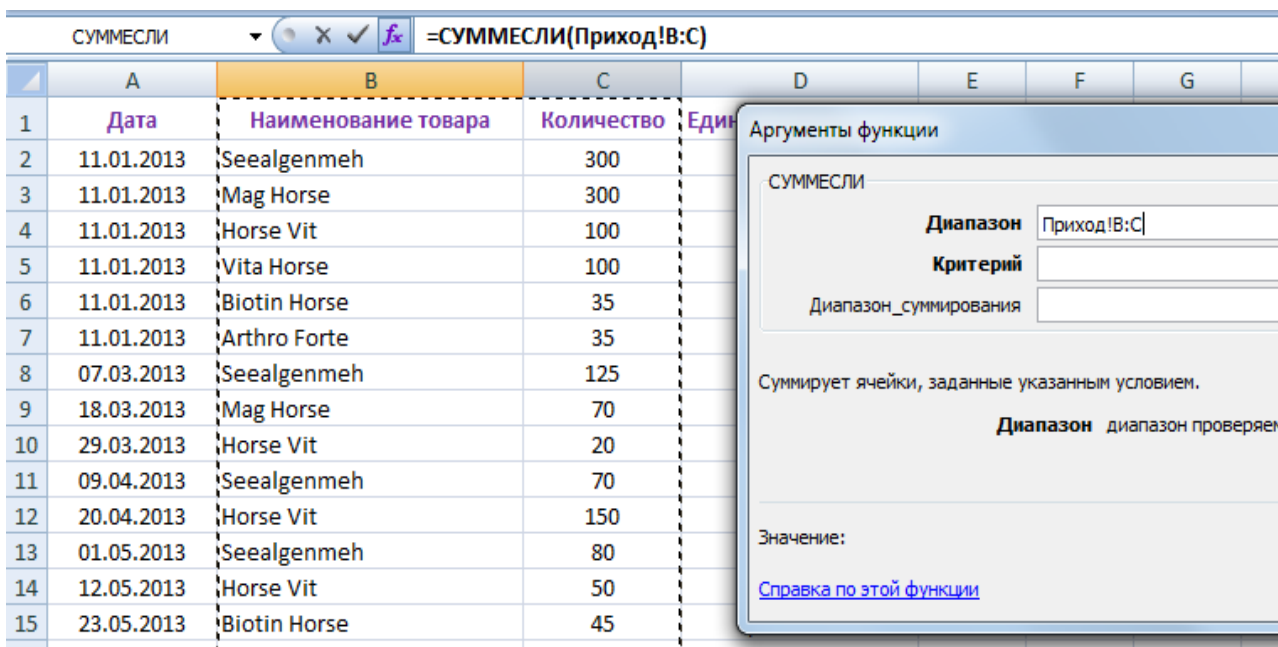 СУММЕСЛИ fx =СУММЕСЛИ(Приход!B:C)
A B C D E F G
1 Дата Наименование товара Количество Един
2 11.01.2013 Seealgenmeh 300
3 11.01.2013 Mag Horse 300
4 11.01.2013 Horse Vit 100
5 11.01.2013 Vita Horse 100
6 11.01.2013 Biotin Horse 35
7 11.01.2013 Arthro Forte 35
8 07.03.2013 Seealgenmeh 125
9 18.03.2013 Mag Horse 70
10 29.03.2013 Horse Vit 20
11 09.04.2013 Seealgenmeh 70
12 20.04.2013 Horse Vit 150
13 01.05.2013 Seealgenmeh 80
14 12.05.2013 Horse Vit 50
15 23.05.2013 Biotin Horse 45
Аргументы функции
СУММЕСЛИ
Диапазон Приход!B:C
Критерий
Диапазон_суммирования
Суммирует ячейки, заданные указанным условием.
Диапазон диапазон проверяем
Значение:
Справка по этой функции